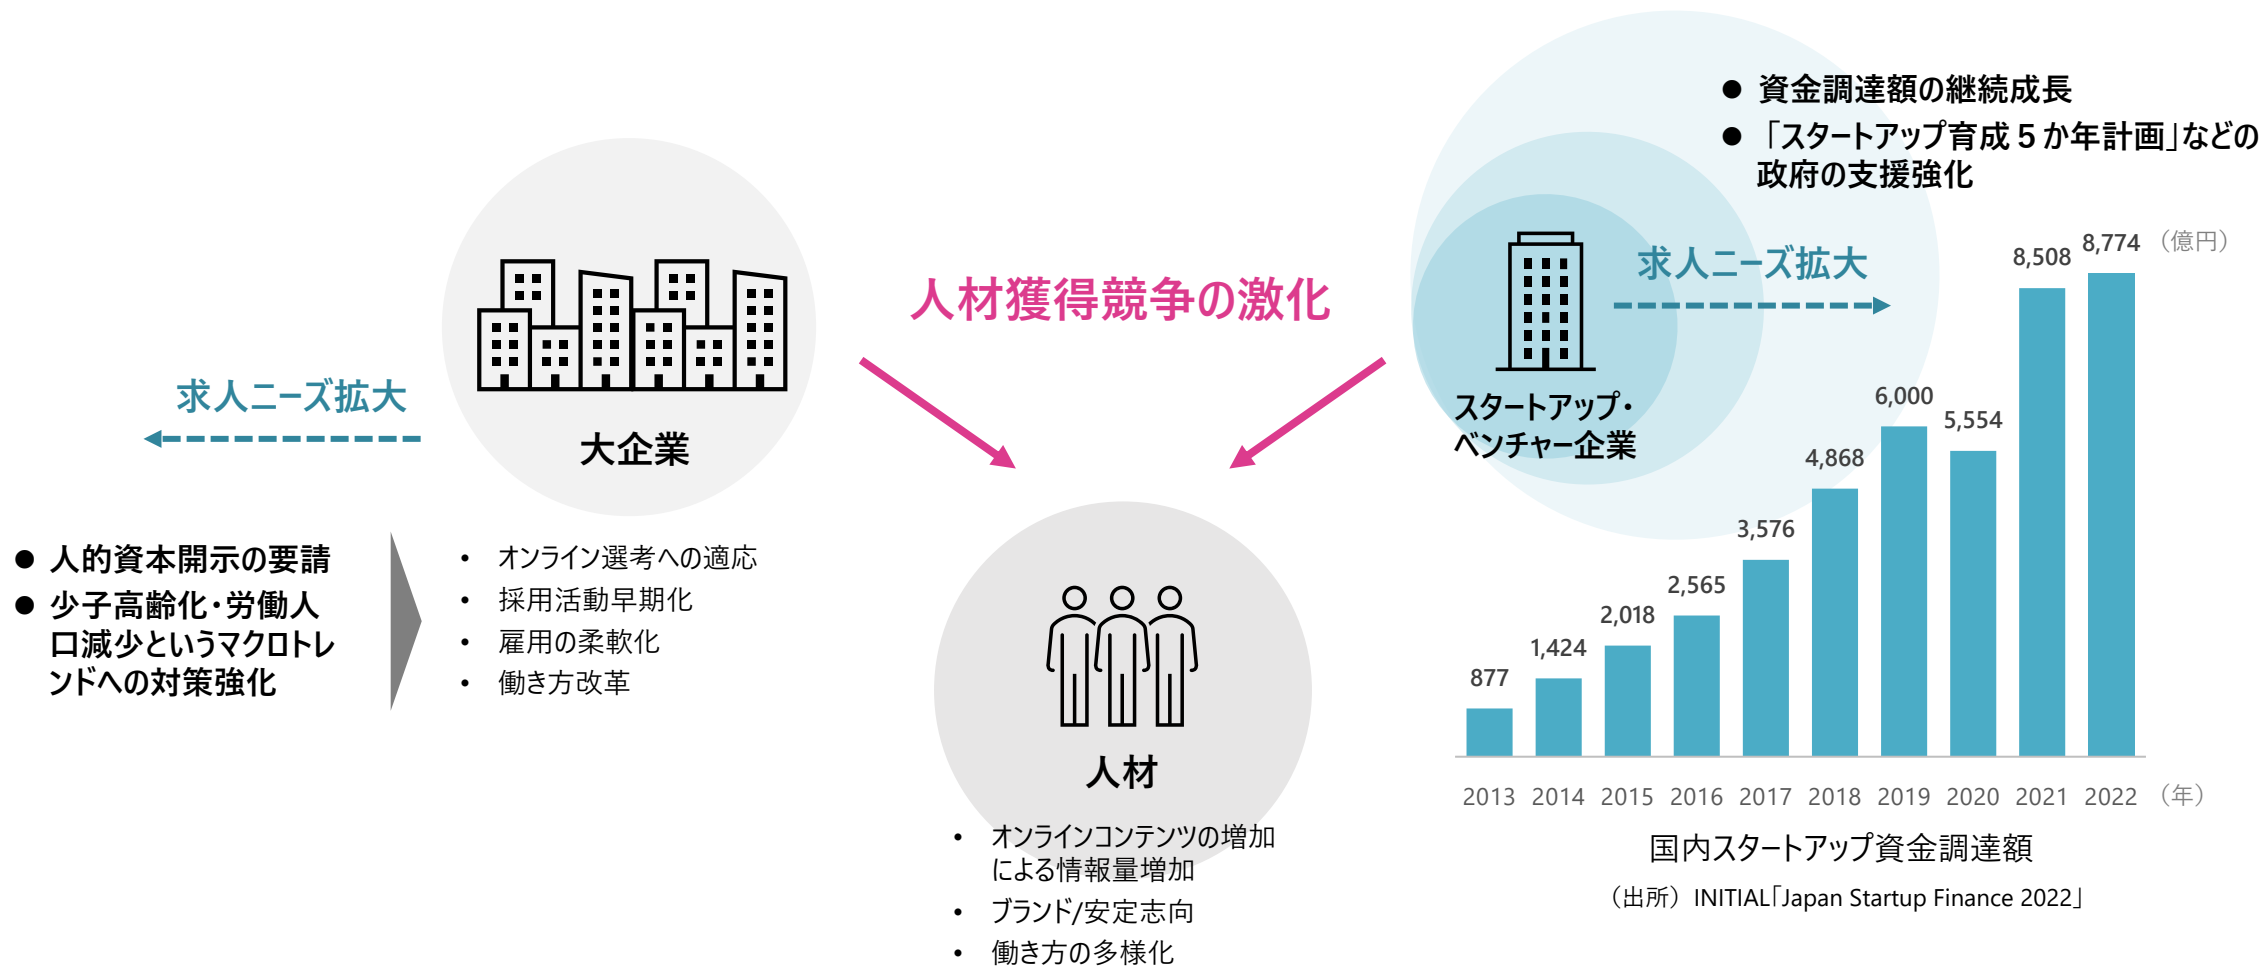 人材獲得競争の激化
求人ニーズ拡大
大企業
● 人的資本開示の要請
● 少子高齢化・労働人
口減少というマクロトレ
ンドへの対策強化
• オンライン選考への適応
• 採用活動早期化
• 雇用の柔軟化
• 働き方改革
人材
• オンラインコンテンツの増加
による情報量増加
• ブランド/安定志向
• 働き方の多様化
● 資金調達額の継続成長
● 「スタートアップ育成5か年計画」などの
政府の支援強化
求人ニーズ拡大
スタートアップ・
ベンチャー企業
877
1,424
2,018
2,565
3,576
4,868
6,000
5,554
8,508
8,774
（億円）
2013 2014 2015 2016 2017 2018 2019 2020 2021 2022 （年）
国内スタートアップ資金調達額
（出所）INITIAL「Japan Startup Finance 2022」